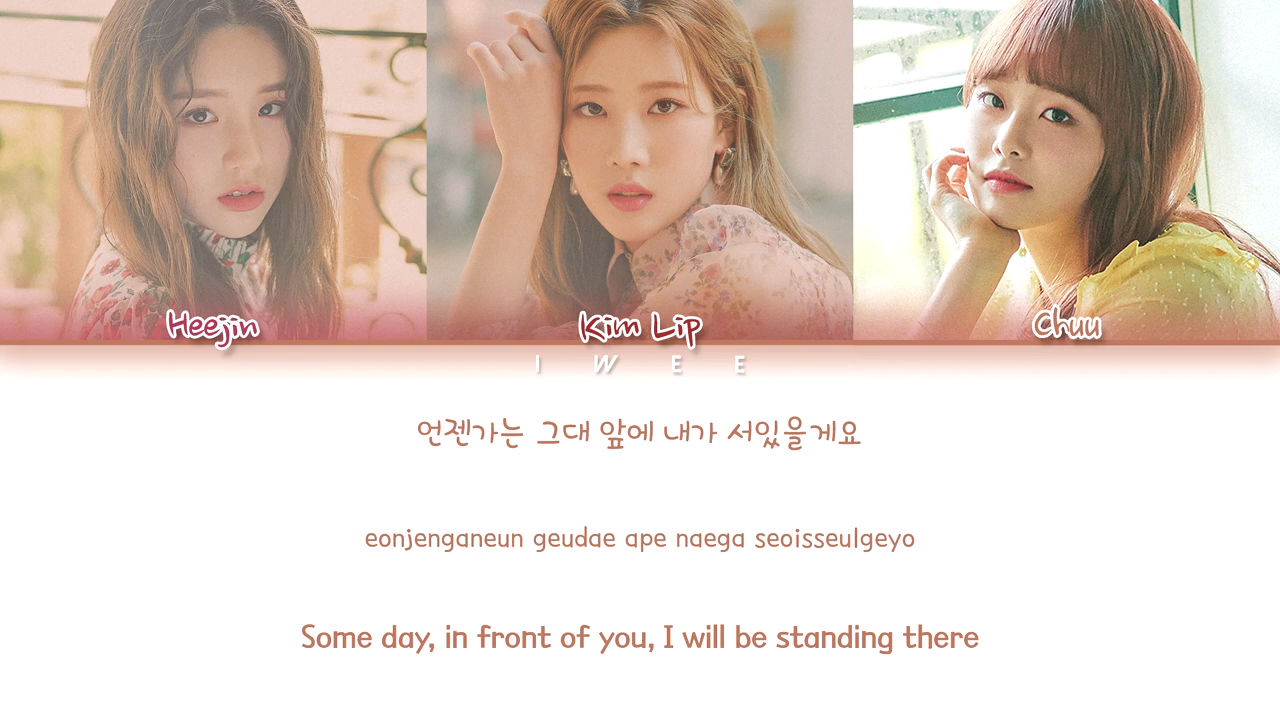 Heejin
Kim Lip
Chuu
I W E E
언젠가는 그대 앞에 내가 서있을게요
eonjenganeun geudae ape naega seoisseulgeyo
Some day, in front of you, I will be standing there